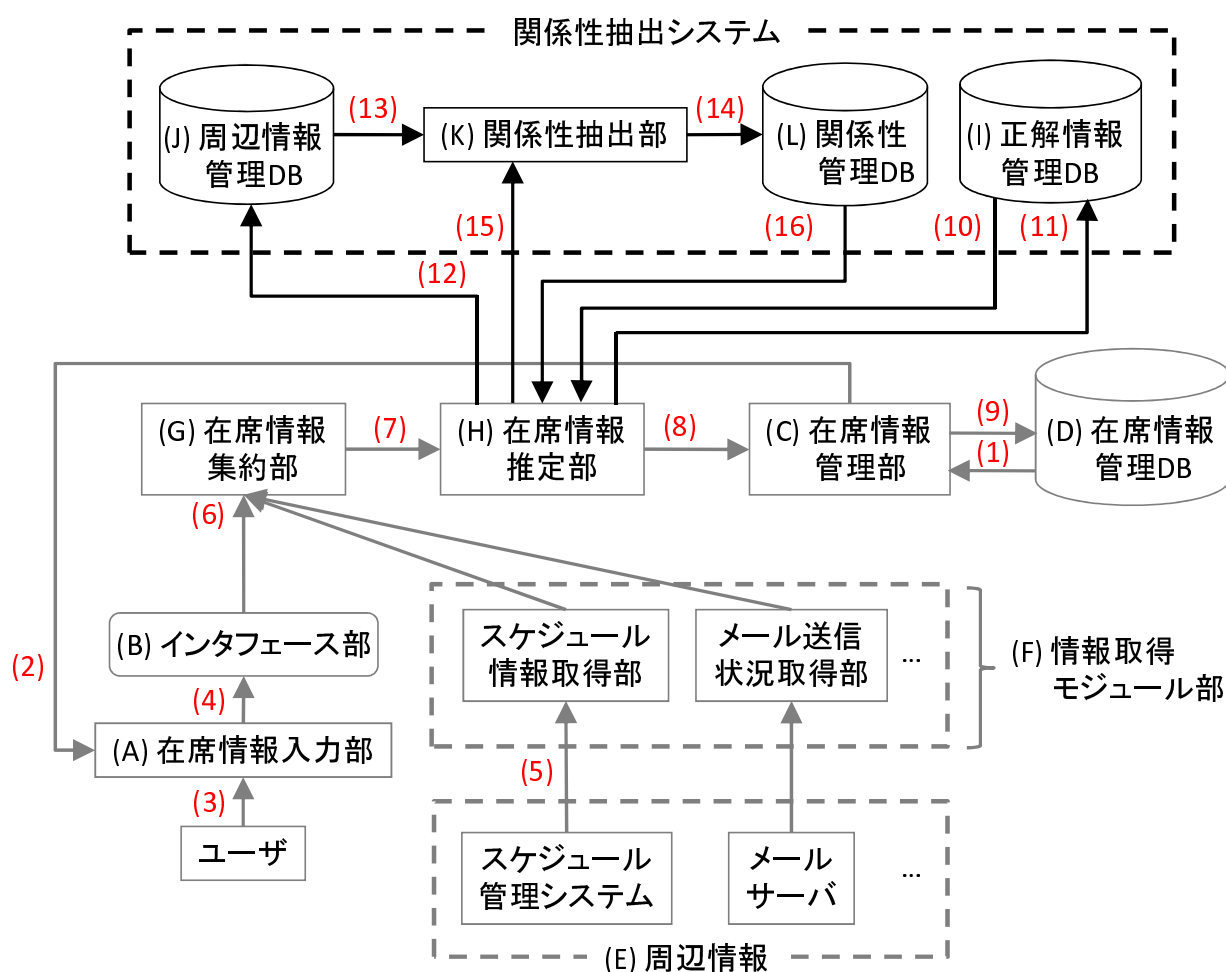 関係性抽出システム
(13)
(14)
(J) 周辺情報
管理DB
(K) 関係性抽出部
(L) 関係性
管理DB
(I) 正解情報
管理DB
(15)
(16)
(10)
(11)
(12)
(G) 在席情報
集約部
(7)
(H) 在席情報
推定部
(8)
(C) 在席情報
管理部
(9)
(1)
(D) 在席情報
管理DB
(6)
(B) インタフェース部
(2)
(4)
(A) 在席情報入力部
(3)
ユーザ
スケジュール
情報取得部
メール送信
状況取得部
...
(F) 情報取得
モジュール部
(5)
スケジュール
管理システム
メール
サーバ
...
(E) 周辺情報